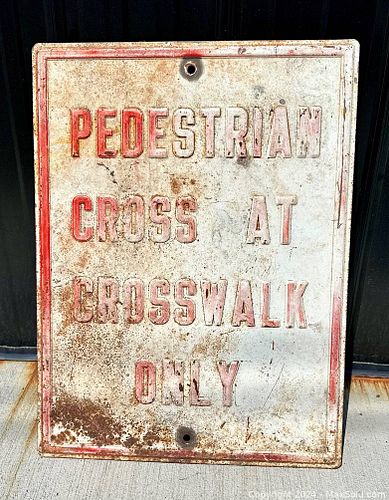 PEDESTRIAN
CROSS AT
CROSSWALK
ONLY
Copyright 2024 - MaxSold.com